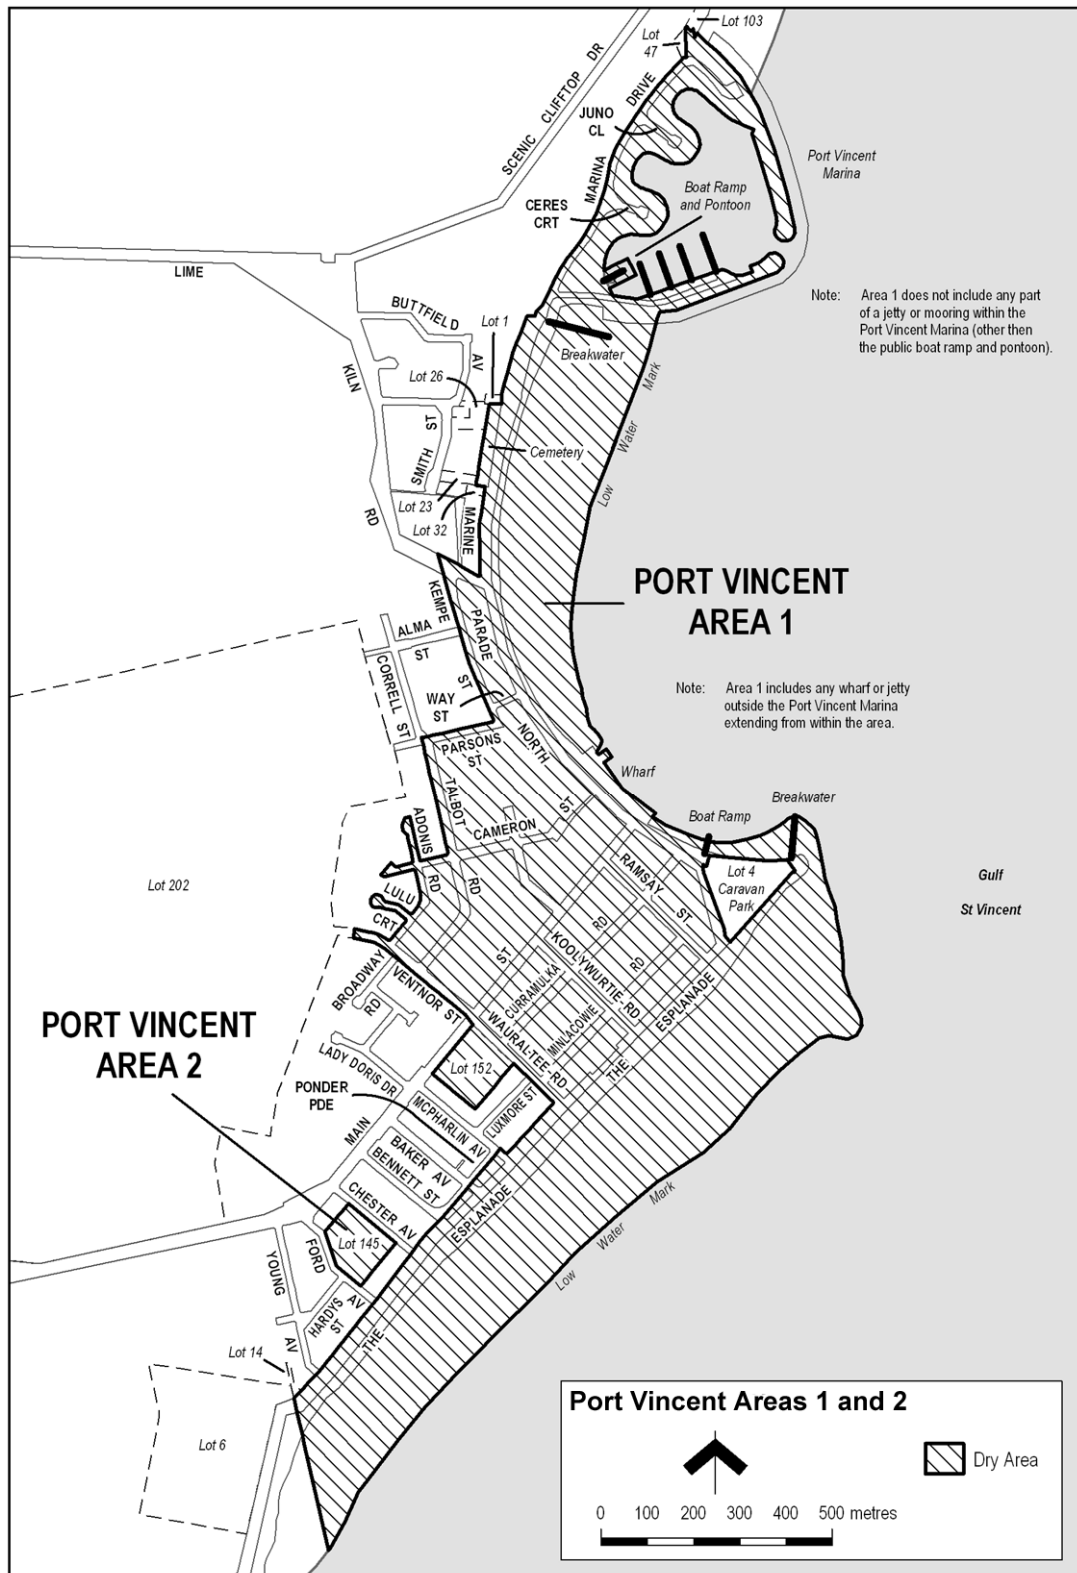 Lot 103
Lot
47
SCENIC CLIFFTOP DR
MARINA DRIVE
JUNO
CL
Port Vincent
Marina
Boat Ramp
and Pontoon
CERES
CRT
LIME
KILN
RD
BUTTFIELD
AV
Lot 1
Note: Area 1 does not include any part
of a jetty or mooring within the
Port Vincent Marina (other then
the public boat ramp and pontoon).
Breakwater
Lot 26
Low Water Mark
SMITH ST
Cemetery
Lot 23
Lot 32
MARINE
PARADE
PORT VINCENT
AREA 1
KEMPE ST
ALMA
ST
CORRELL ST
WAY
ST
Note: Area 1 includes any wharf or jetty
outside the Port Vincent Marina
extending from within the area.
NORTH
PARSONS
ST
Wharf
TALBOT
RD
ADONIS
RD
CAMERON
ST
Boat Ramp
Breakwater
RAMSAY
ST
Lot 4
Caravan
Park
Gulf
St Vincent
Lot 202
LULU
CRT
RD
ST
KOOLYWURTIE RD
RD
CURRAMULKA
MINLACOWIE
THE ESPLANADE
BROADWAY
RD
VENTNOR ST
WAURALTEE RD
PORT VINCENT
AREA 2
LADY DORIS DR
Lot 152
PONDER
PDE
MCPHARLIN AV
LUXMORE ST
MAIN
BAKER AV
BENNETT ST
CHESTER AV
ESPLANADE
Low Water Mark
Lot 145
FORD
YOUNG
AV
HARDYS
ST
AV
THE
Lot 14
Lot 6
Port Vincent Areas 1 and 2
Dry Area
0 100 200 300 400 500 metres